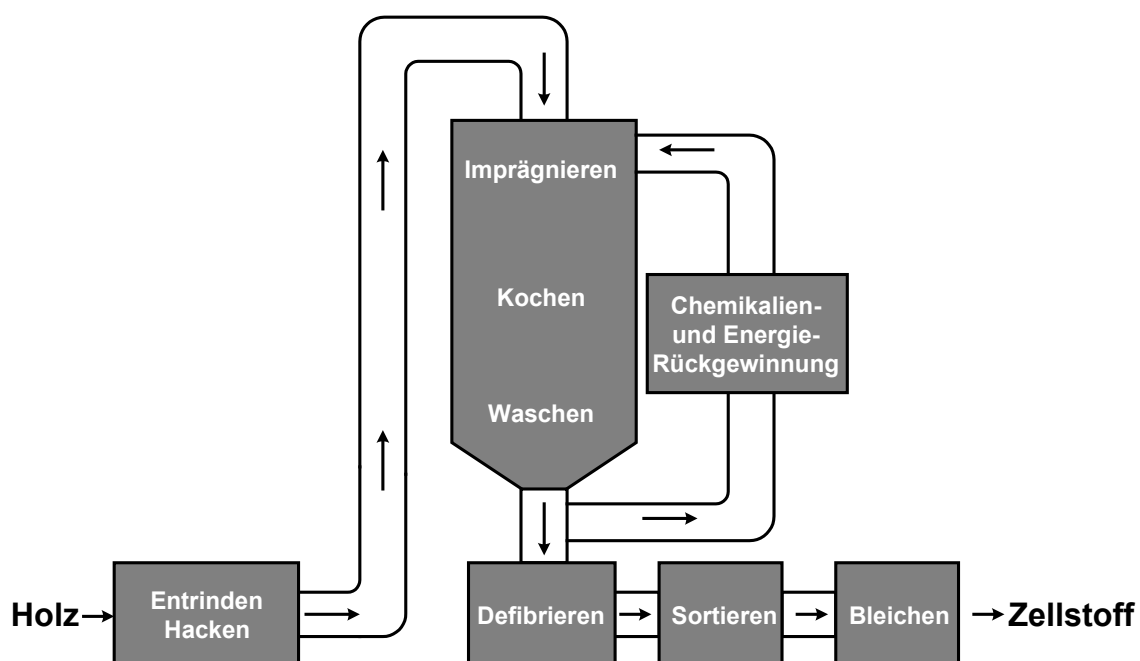 Imprägnieren
Kochen
Waschen
Chemikalien-
und Energie-
Rückgewinnung
Holz
Entrinden
Hacken
Defibrieren
Sortieren
Bleichen
Zellstoff